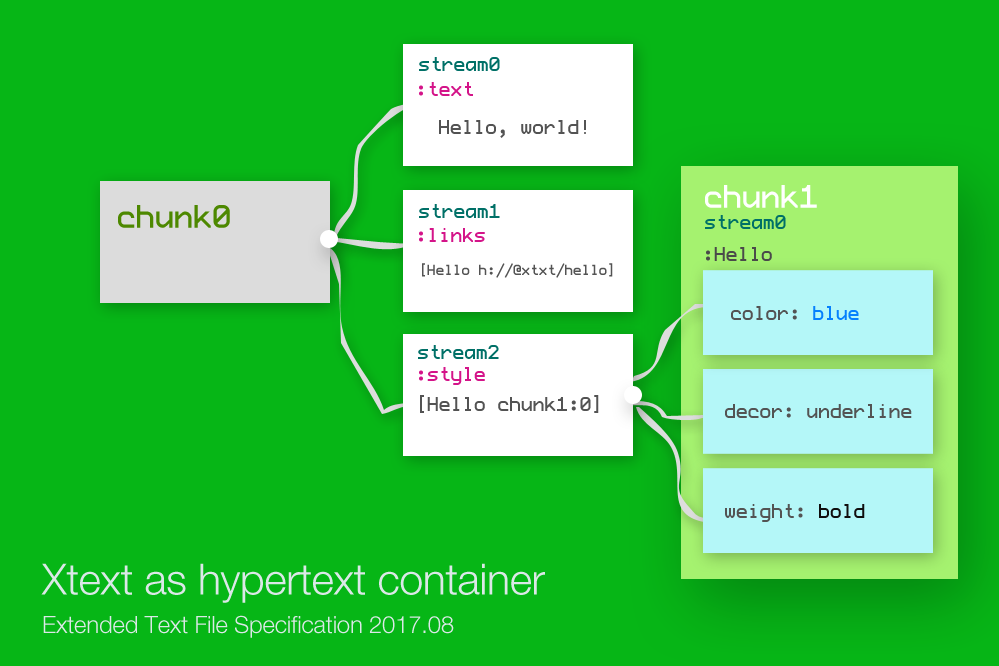 chunk0
stream0
:text
Hello, world!
stream1
:links
[Hello h://@xtxt/hello]
stream2
:style
[Hello chunk1:0]
chunk1
stream0
:Hello
color: blue
decor: underline
weight: bold
Xtext as hypertext container
Extended Text File Specification 2017.08